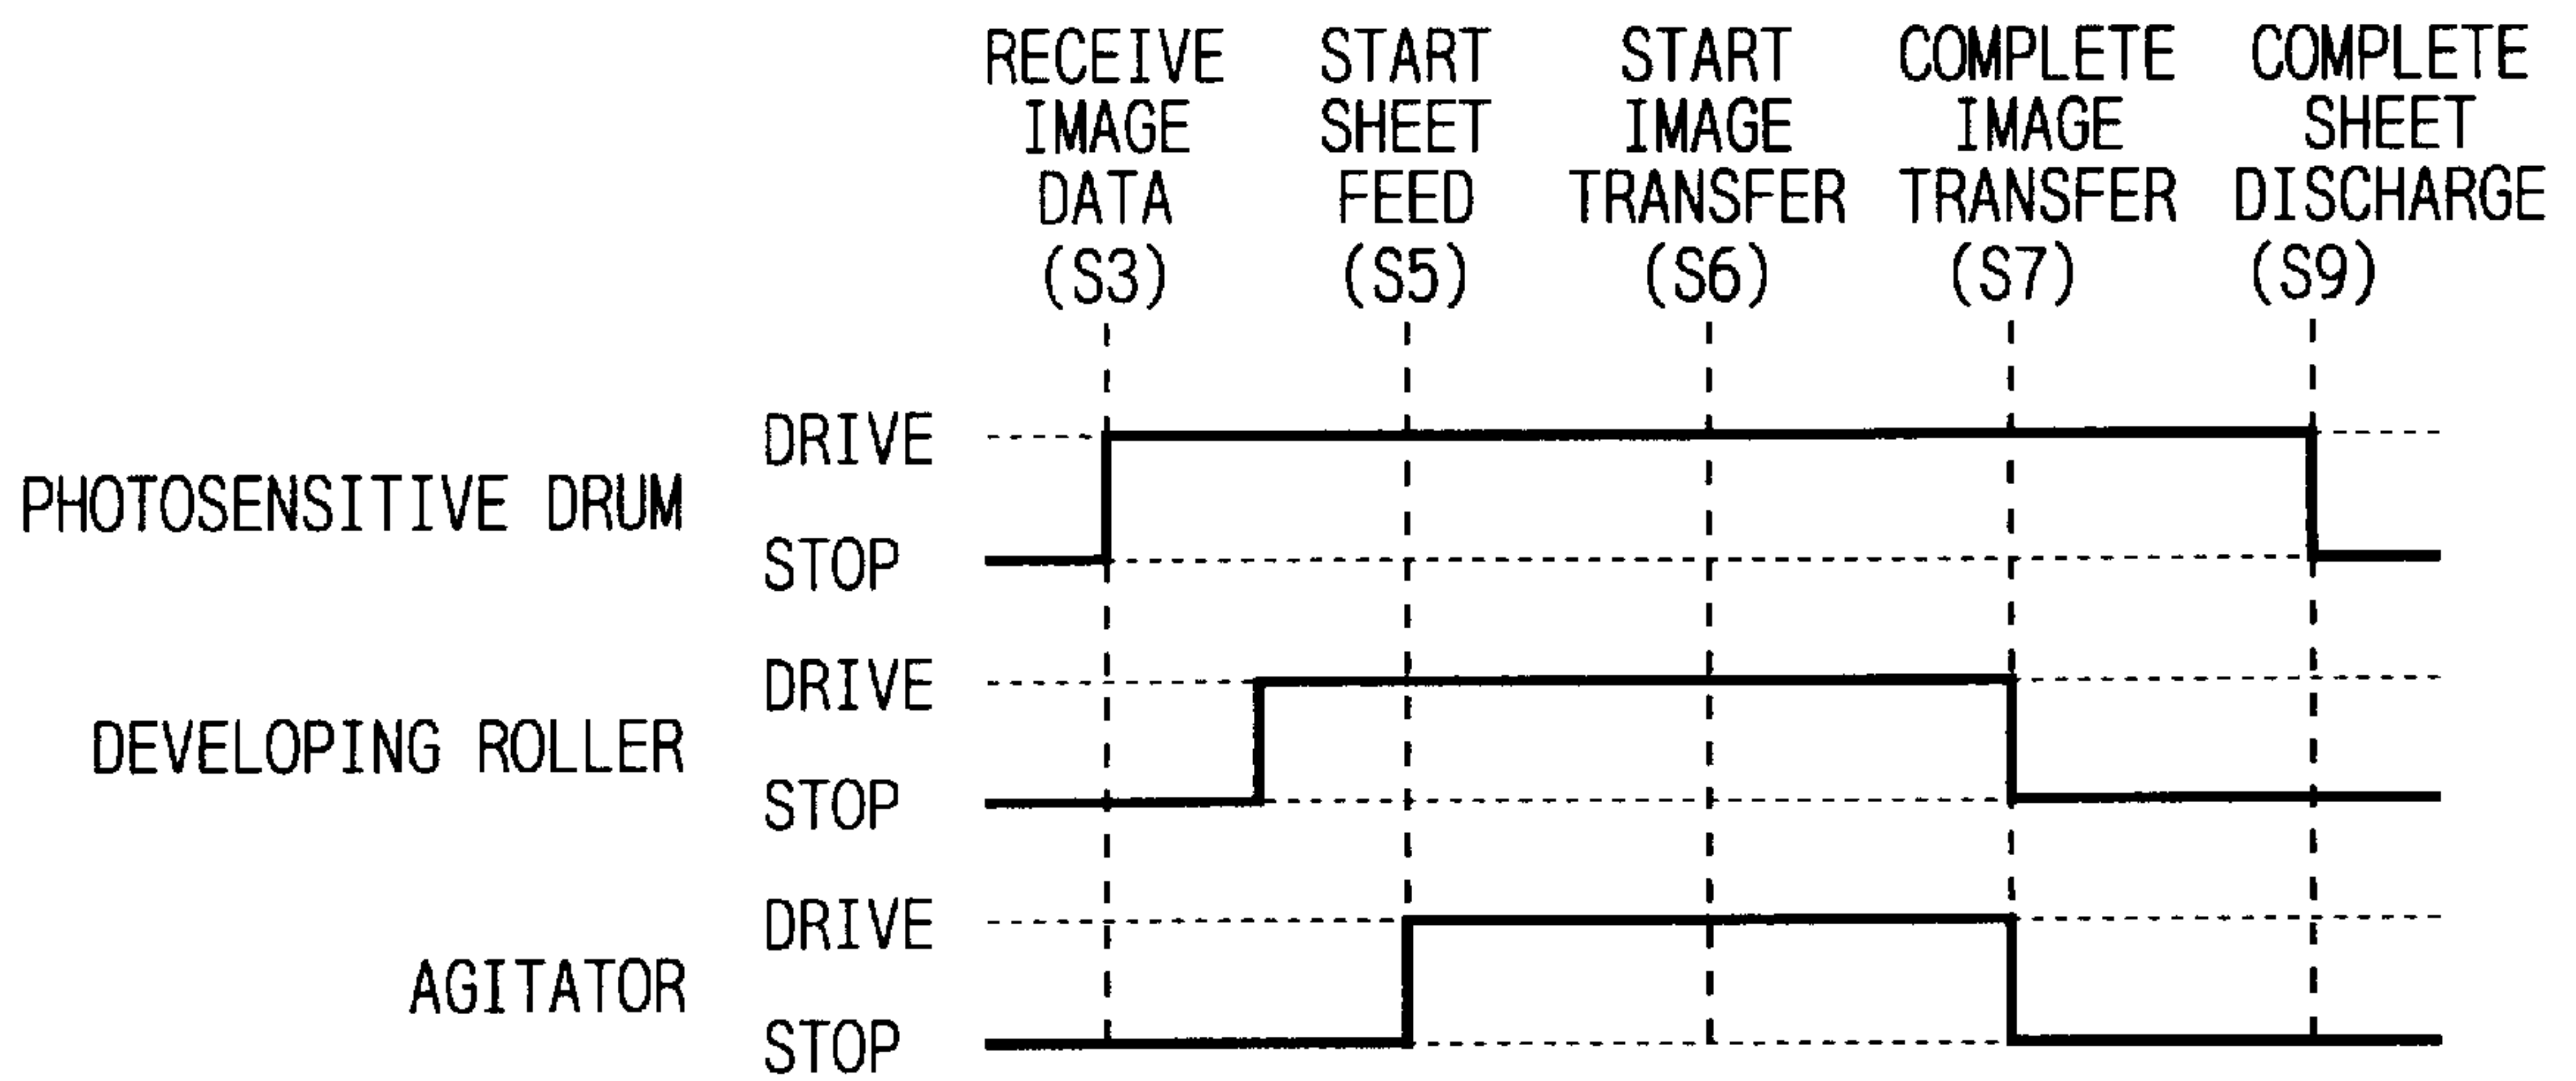 RECEIVE
IMAGE
DATA
(S3)
START
SHEET
FEED
(S5)
START
IMAGE
TRANSFER
(S6)
COMPLETE
IMAGE
TRANSFER
(S7)
COMPLETE
SHEET
DISCHARGE
(S9)
PHOTOSENSITIVE DRUM
DRIVE
STOP
DEVELOPING ROLLER
DRIVE
STOP
AGITATOR
DRIVE
STOP